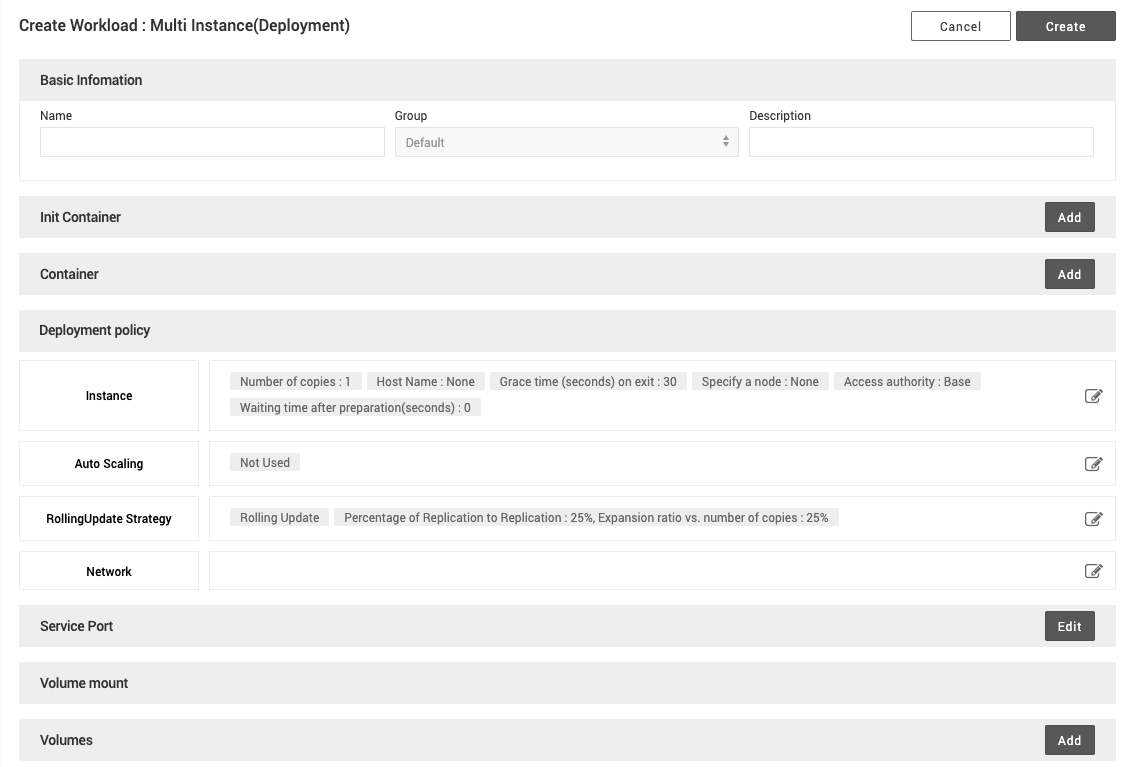 Create Workload : Multi Instance(Deployment)
Cancel
Create
Basic Infomation
Name
Group
Description
Default
Init Container
Add
Container
Add
Deployment policy
Instance
Number of copies : 1
Host Name : None
Grace time (seconds) on exit : 30
Specify a node : None
Access authority : Base
Waiting time after preparation(seconds) : 0
Auto Scaling
Not Used
RollingUpdate Strategy
Rolling Update
Percentage of Replication to Replication : 25%, Expansion ratio vs. number of copies : 25%
Network
Service Port
Edit
Volume mount
Volumes
Add